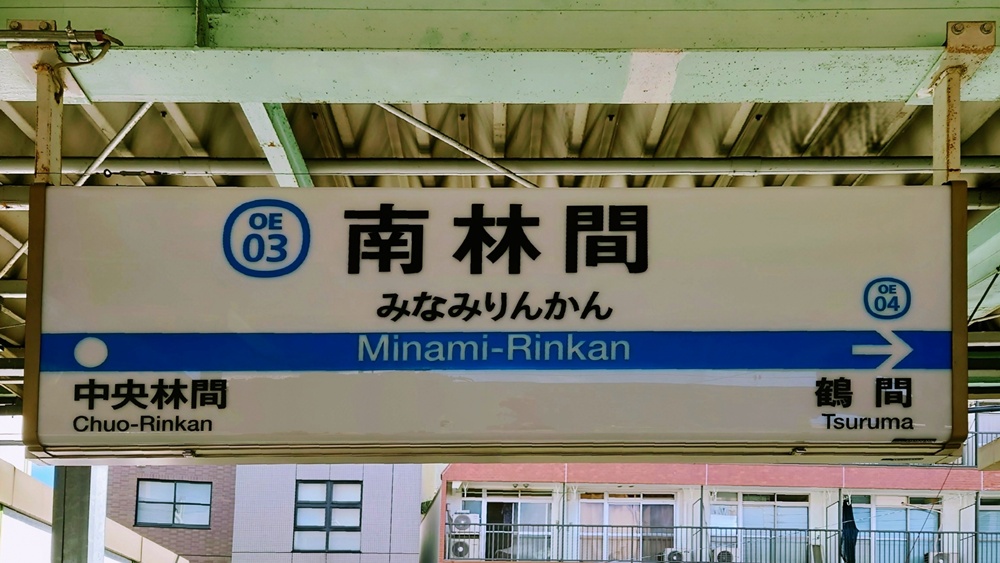 OE
03
南林間
みなみりんかん
OE
04
Minami-Rinkan
中央林間
Chuo-Rinkan
鶴間
Tsuruma